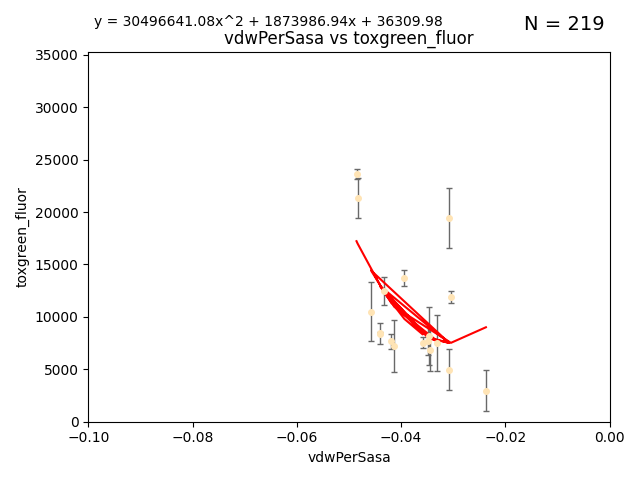 y = 30496641.08x^2 + 1873986.94x + 36309.98
N = 219
vdwPerSasa vs toxgreen_fluor
35000
30000
25000
20000
15000
10000
5000
0
toxgreen_fluor
−0.10
−0.08
−0.06
−0.04
−0.02
0.00
vdwPerSasa